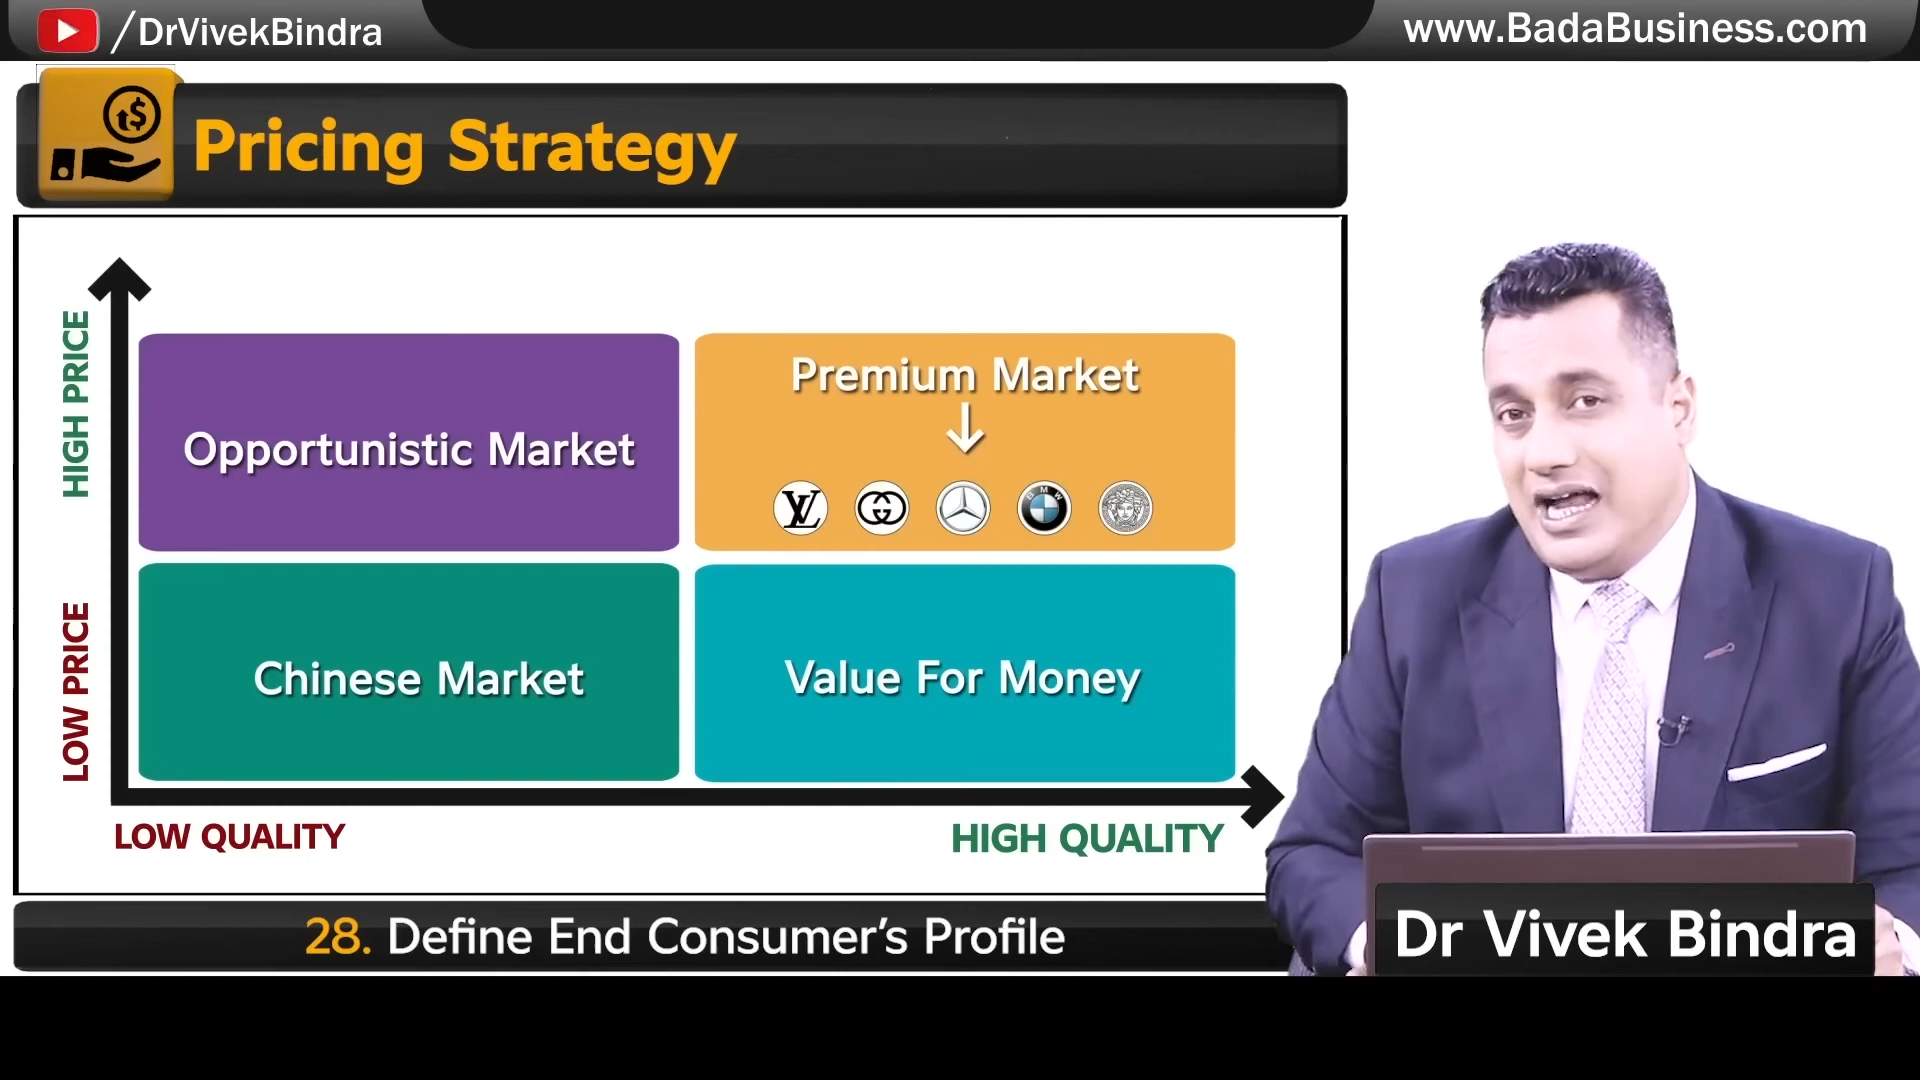 /DrVivekBindra
www.BadaBusiness.com
Pricing Strategy
HIGH PRICE
Opportunistic Market
Premium Market
BMW
LOW PRICE
Chinese Market
Value For Money
LOW QUALITY
HIGH QUALITY
28. Define End Consumer’s Profile
Dr Vivek Bindra